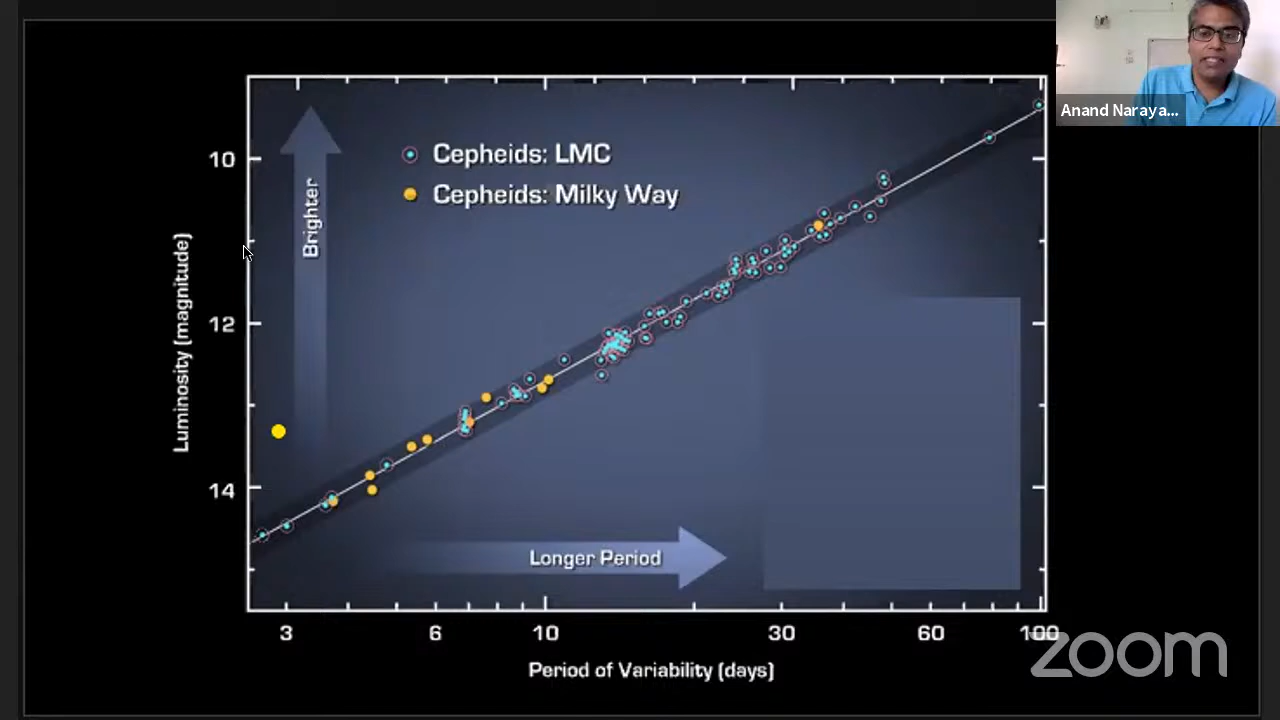 Anand Naraya...
Cepheids: LMC
Cepheids: Milky Way
Brighter
Luminosity (magnitude)
10
12
14
Longer Period
3
6
10
30
60
100
Period of Variability (days)
zoom